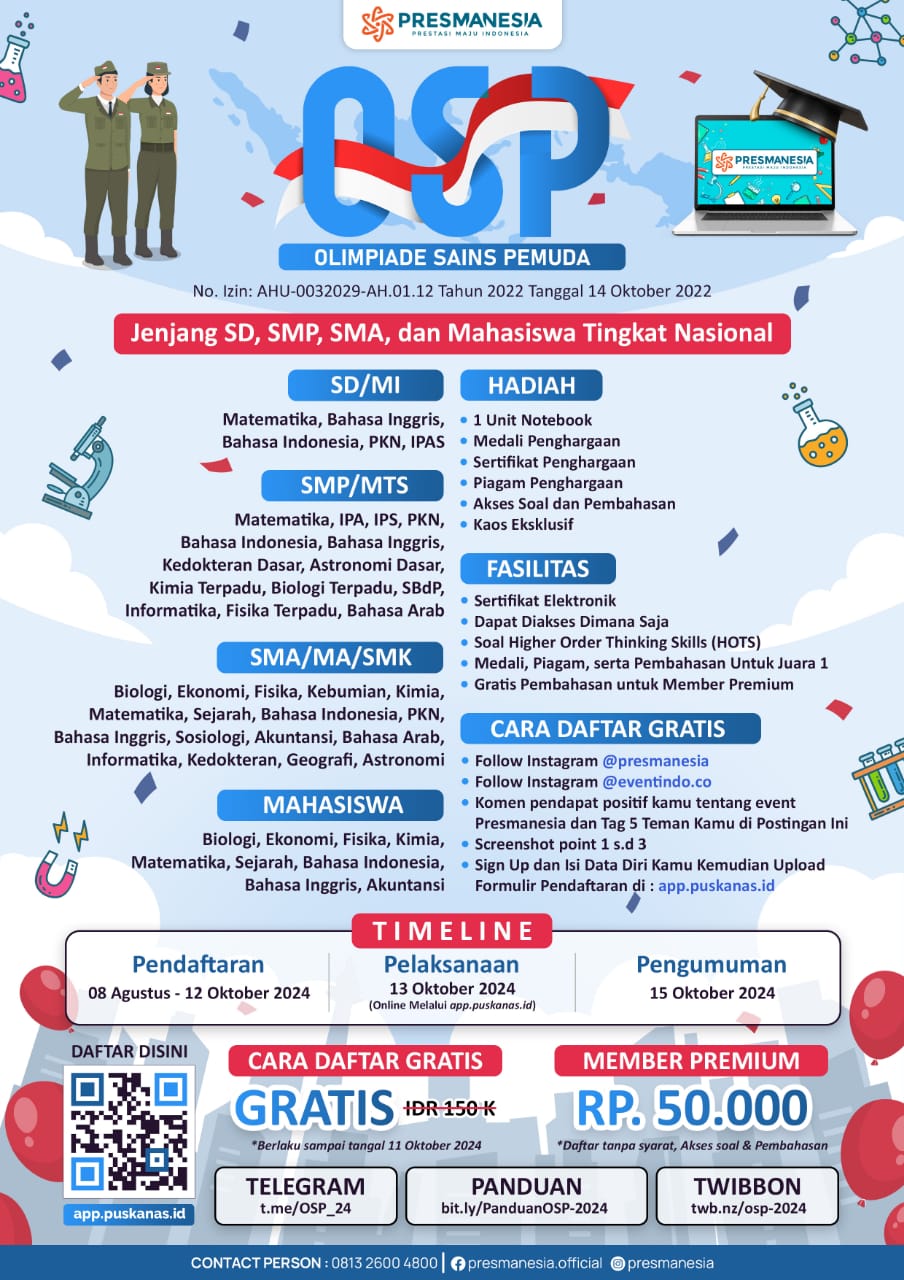 PRESMANESIA
PRESTASI MAJU INDONESIA
OSP
PRESMANESIA
PRESTASI MAJU INDONESIA
OLIMPIADE SAINS PEMUDA
No. Izin: AHU-0032029-AH.01.12 Tahun 2022 Tanggal 14 Oktober 2022
Jenjang SD, SMP, SMA, dan Mahasiswa Tingkat Nasional
SD/MI
Matematika, Bahasa Inggris,
Bahasa Indonesia, PKN, IPAS
SMP/MTS
Matematika, IPA, IPS, PKN,
Bahasa Indonesia, Bahasa Inggris,
Kedokteran Dasar, Astronomi Dasar,
Kimia Terpadu, Biologi Terpadu, SBdP,
Informatika, Fisika Terpadu, Bahasa Arab
SMA/MA/SMK
Biologi, Ekonomi, Fisika, Kebumian, Kimia,
Matematika, Sejarah, Bahasa Indonesia, PKN,
Bahasa Inggris, Sosiologi, Akuntansi, Bahasa Arab,
Informatika, Kedokteran, Geografi, Astronomi
MAHASISWA
Biologi, Ekonomi, Fisika, Kimia,
Matematika, Sejarah, Bahasa Indonesia,
Bahasa Inggris, Akuntansi
HADIAH
• 1 Unit Notebook
• Medali Penghargaan
• Sertifikat Penghargaan
• Piagam Penghargaan
• Akses Soal dan Pembahasan
• Kaos Eksklusif
FASILITAS
• Sertifikat Elektronik
• Dapat Diakses Dimana Saja
• Soal Higher Order Thinking Skills (HOTS)
• Medali, Piagam, serta Pembahasan Untuk Juara 1
• Gratis Pembahasan untuk Member Premium
CARA DAFTAR GRATIS
• Follow Instagram @presmanesia
• Follow Instagram @eventindo.co
• Komen pendapat positif kamu tentang event
Presmanesia dan Tag 5 Teman Kamu di Postingan Ini
• Screenshot point 1 s.d 3
• Sign Up dan Isi Data Diri Kamu Kemudian Upload
Formulir Pendaftaran di : app.puskanas.id
TIMELINE
Pendaftaran
08 Agustus - 12 Oktober 2024
Pelaksanaan
13 Oktober 2024
(Online Melalui app.puskanas.id)
Pengumuman
15 Oktober 2024
DAFTAR DISINI
app.puskanas.id
CARA DAFTAR GRATIS
GRATIS IDR 150 K
*Berlaku sampai tangal 11 Oktober 2024
MEMBER PREMIUM
RP. 50.000
*Daftar tanpa syarat, Akses soal & Pembahasan
TELEGRAM
t.me/OSP_24
PANDUAN
bit.ly/PanduanOSP-2024
TWIBBON
twb.nz/osp-2024
CONTACT PERSON : 0813 2600 4800 | presmanesia.official presmanesia